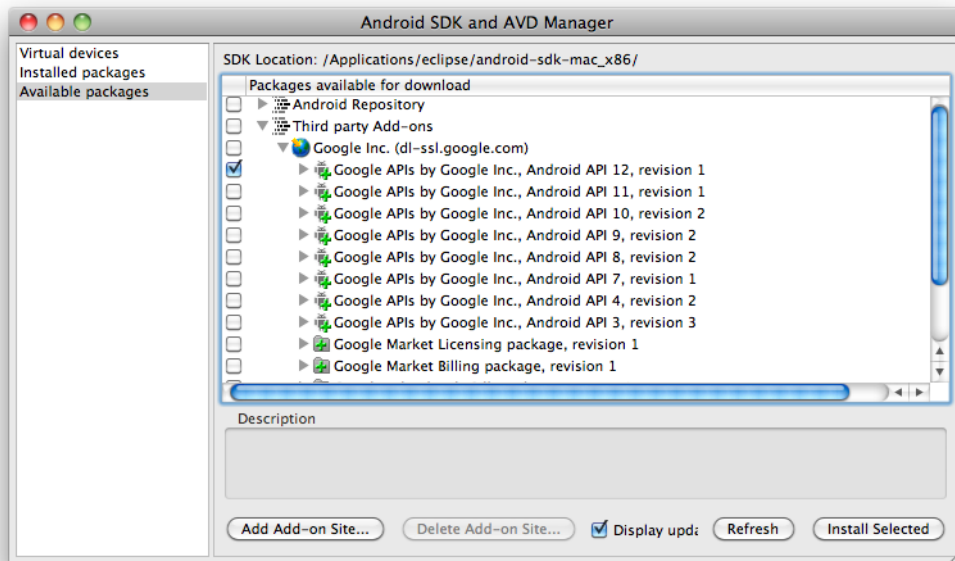 Android SDK and AVD Manager
Virtual devices
Installed packages
Available packages
SDK Location: /Applications/eclipse/android-sdk-mac_x86/
Packages available for download
Android Repository
Third party Add-ons
Google Inc. (dl-ssl.google.com)
Google APIs by Google Inc., Android API 12, revision 1
Google APIs by Google Inc., Android API 11, revision 1
Google APIs by Google Inc., Android API 10, revision 2
Google APIs by Google Inc., Android API 9, revision 2
Google APIs by Google Inc., Android API 8, revision 2
Google APIs by Google Inc., Android API 7, revision 1
Google APIs by Google Inc., Android API 4, revision 2
Google APIs by Google Inc., Android API 3, revision 3
Google Market Licensing package, revision 1
Google Market Billing package, revision 1
Description
Add Add-on Site... Delete Add-on Site... Display upda Refresh Install Selected